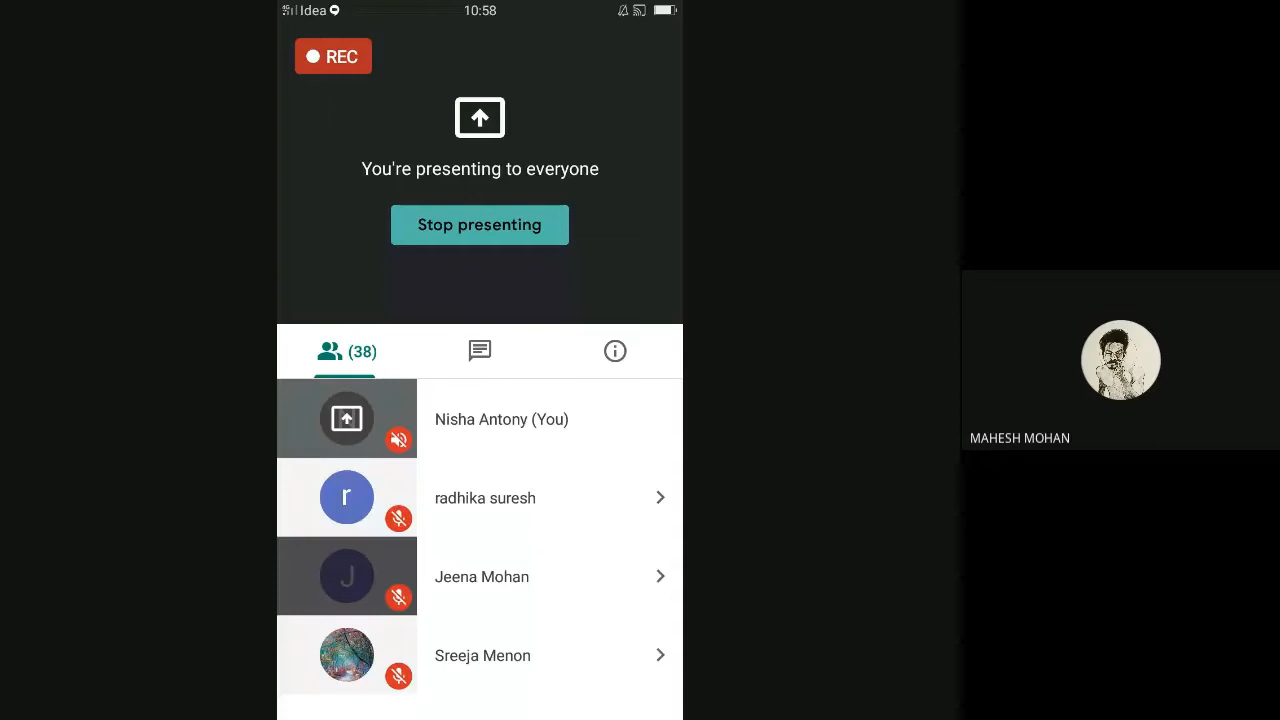 4G Idea 10:58
REC
You're presenting to everyone
Stop presenting
(38)
Nisha Antony (You)
r radhika suresh
J Jeena Mohan
Sreeja Menon
MAHESH MOHAN